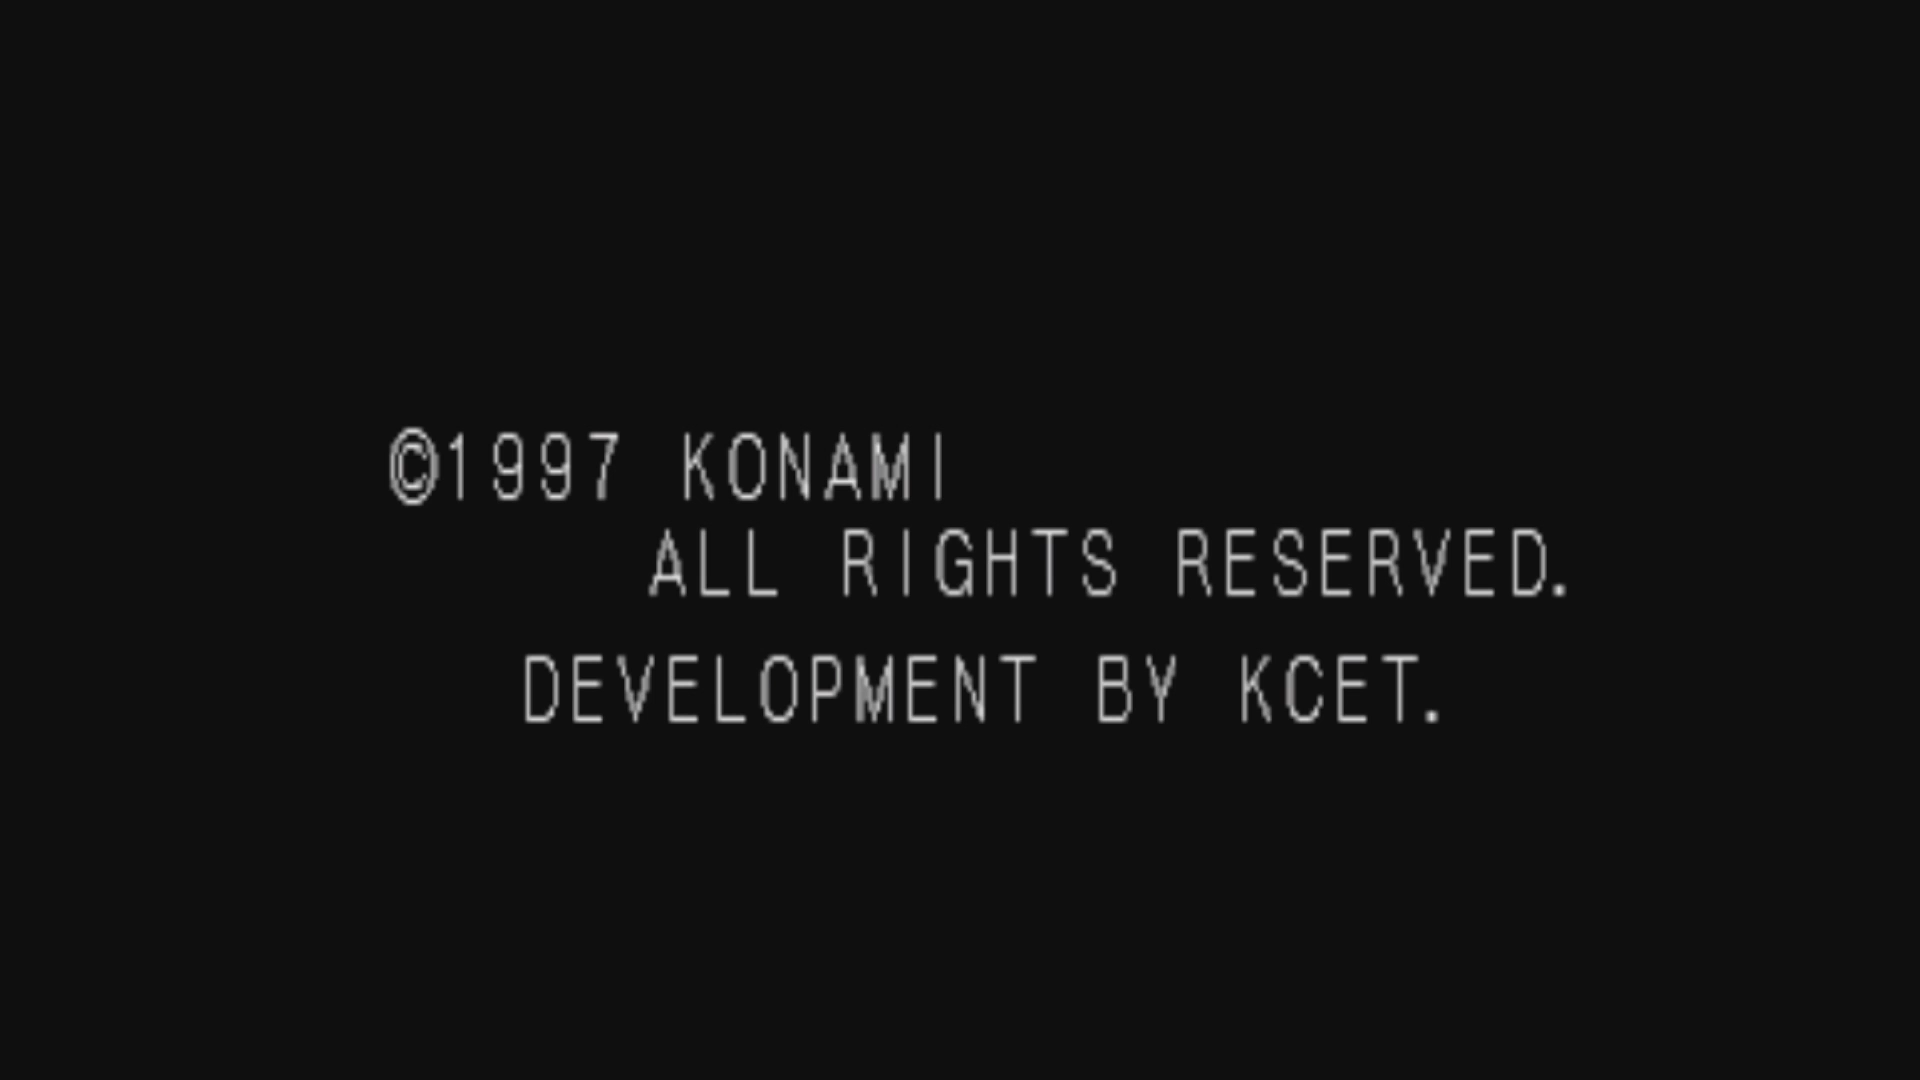 ©1997 KONAMI
ALL RIGHTS RESERVED.
DEVELOPMENT BY KCET.